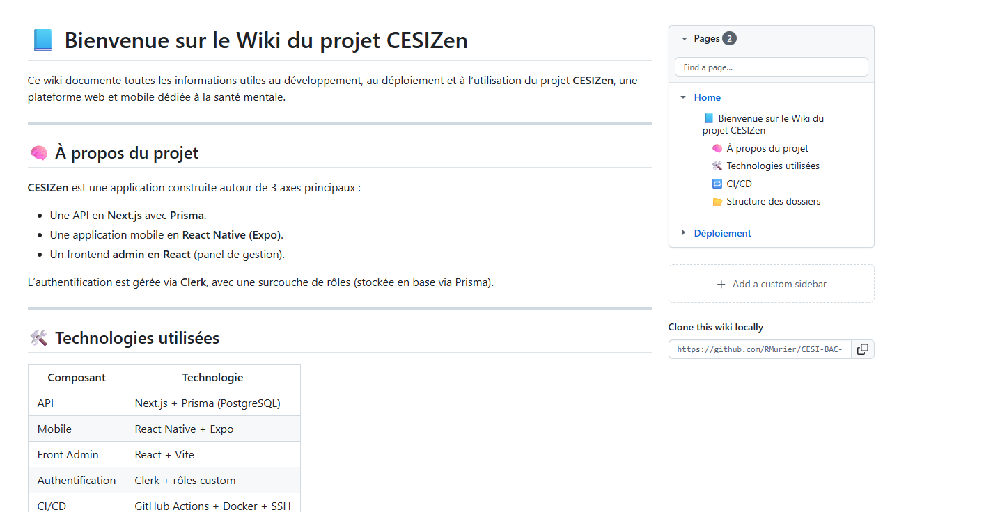 Bienvenue sur le Wiki du projet CESIZen
Ce wiki documente toutes les informations utiles au développement, au déploiement et à l’utilisation du projet CESIZen, une
plateforme web et mobile dédiée à la santé mentale.
À propos du projet
CESIZen est une application construite autour de 3 axes principaux :
Une API en Next.js avec Prisma.
Une application mobile en React Native (Expo).
Un frontend admin en React (panel de gestion).
L’authentification est gérée via Clerk, avec une surcouche de rôles (stockée en base via Prisma).
Technologies utilisées
Composant Technologie
API Next.js + Prisma (PostgreSQL)
Mobile React Native + Expo
Front Admin React + Vite
Authentification Clerk + rôles custom
CI/CD GitHub Actions + Docker + SSH
Pages 2
Find a page...
Home
Bienvenue sur le Wiki du
projet CESIZen
À propos du projet
Technologies utilisées
CI/CD
Structure des dossiers
Déploiement
Add a custom sidebar
Clone this wiki locally
https://github.com/RMurier/CESI-BAC-